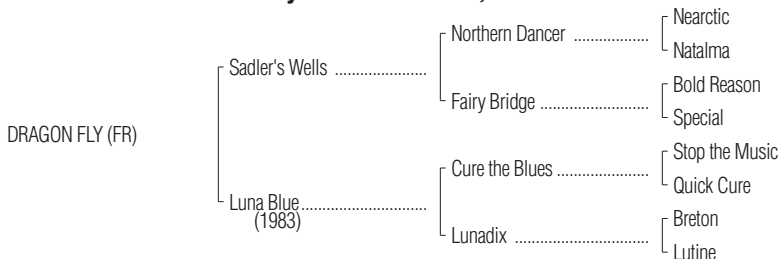 Nearctic
Northern Dancer ..................
Natalma
Sadler's Wells ......................
Bold Reason
Fairy Bridge ..........................
Special
DRAGON FLY (FR)
Stop the Music
Cure the Blues ......................
Quick Cure
Luna Blue..............................
(1983)
Breton
Lunadix ................................
Lutine